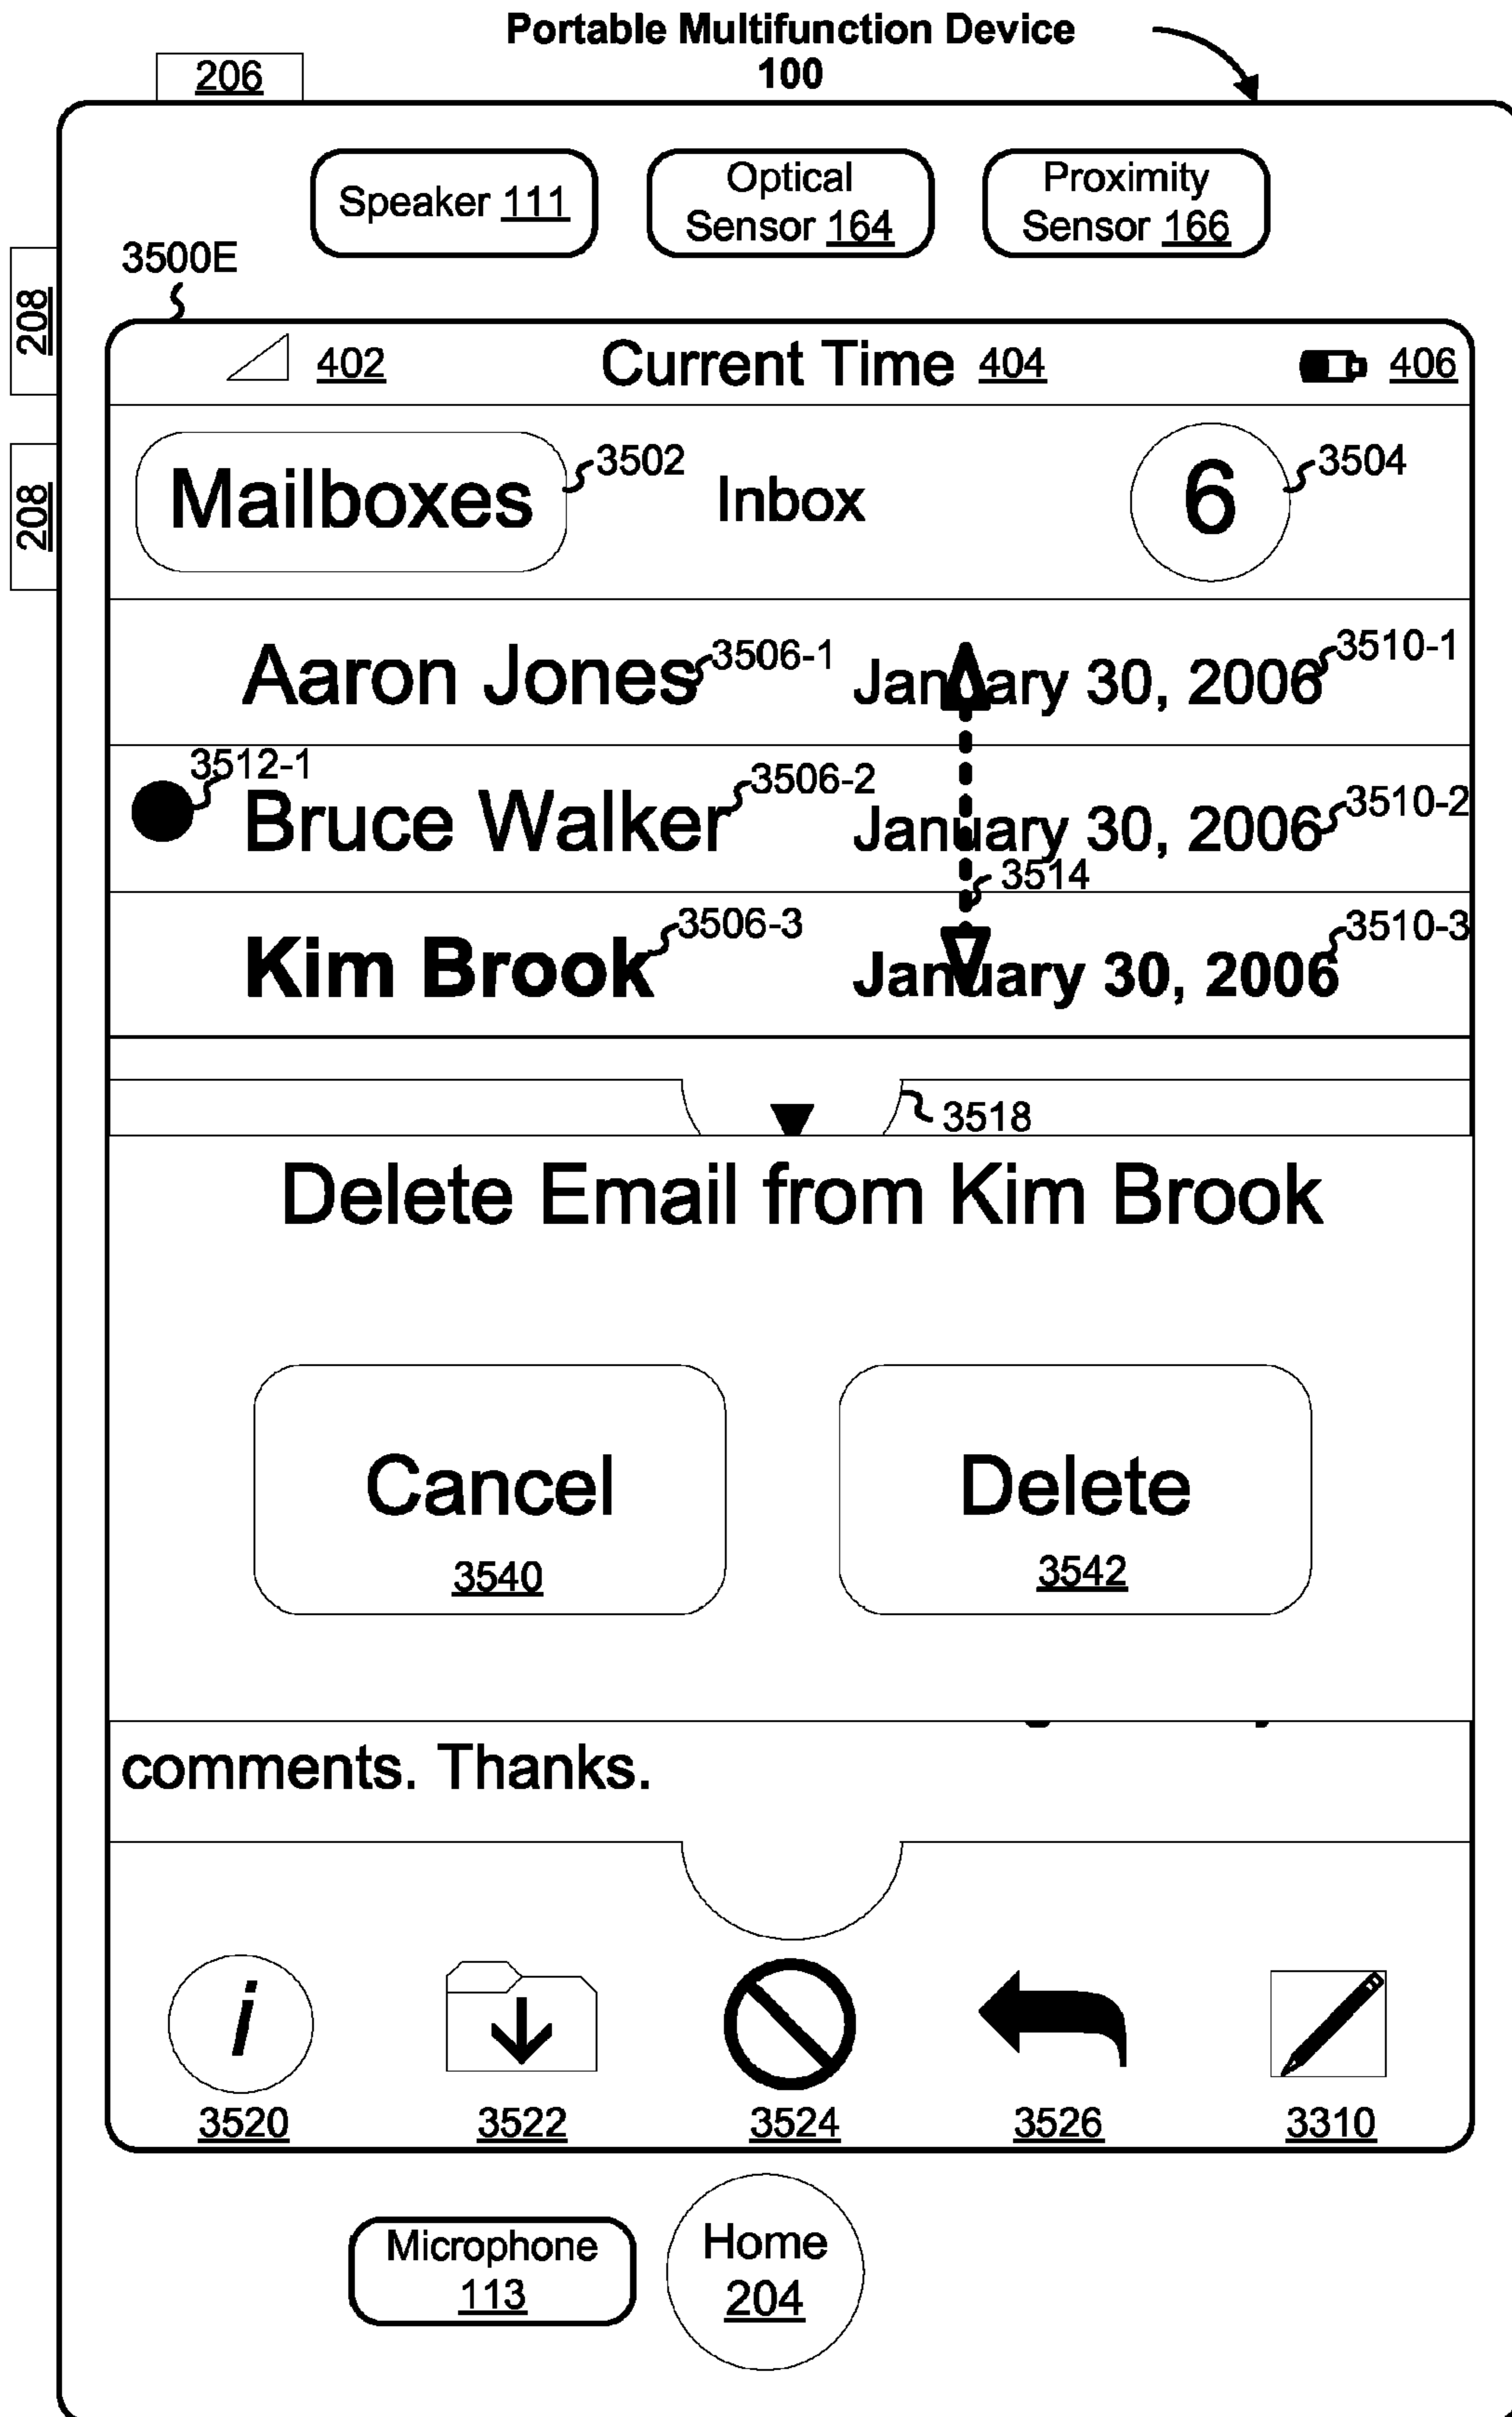 Portable Multifunction Device
100
206
Speaker 111
Optical
Sensor 164
Proximity
Sensor 166
3500E
208
208
402
Current Time 404
406
Mailboxes
3502
Inbox
6
3504
Aaron Jones
3506-1
January 30, 2006
3510-1
3512-1
Bruce Walker
3506-2
January 30, 2006
3510-2
3514
Kim Brook
3506-3
January 30, 2006
3510-3
3518
Delete Email from Kim Brook
Cancel
3540
Delete
3542
comments. Thanks.
i
3520
3522
3524
3526
3310
Microphone
113
Home
204